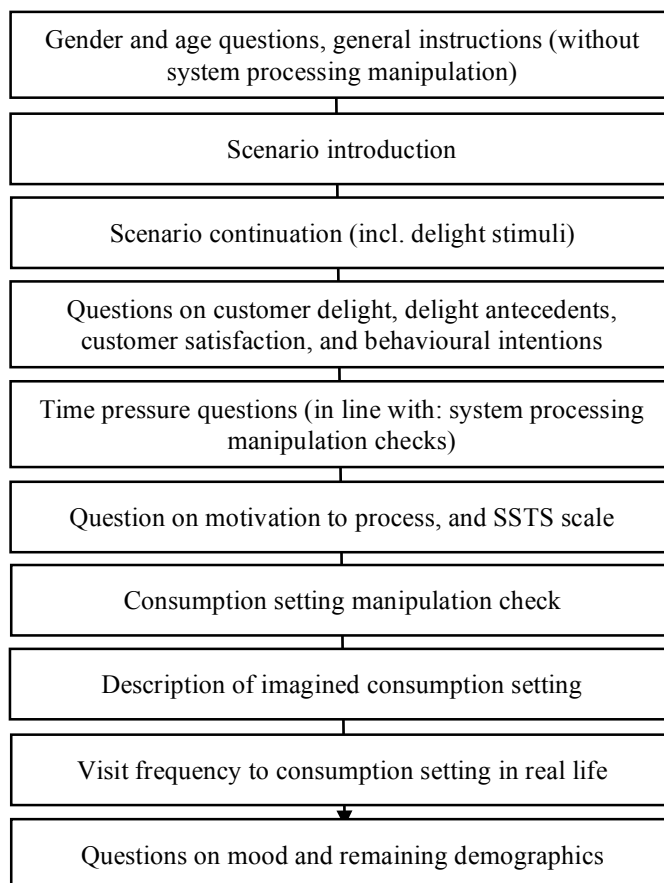 Gender and age questions, general instructions (without
system processing manipulation)
Scenario introduction
Scenario continuation (incl. delight stimuli)
Questions on customer delight, delight antecedents,
customer satisfaction, and behavioural intentions
Time pressure questions (in line with: system processing
manipulation checks)
Question on motivation to process, and SSTS scale
Consumption setting manipulation check
Description of imagined consumption setting
Visit frequency to consumption setting in real life
Questions on mood and remaining demographics